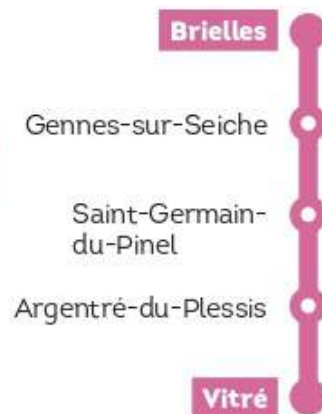 Brielles
Gennes-sur-Seiche
Saint-Germain-
du-Pinel
Argentré-du-Plessis
Vitré